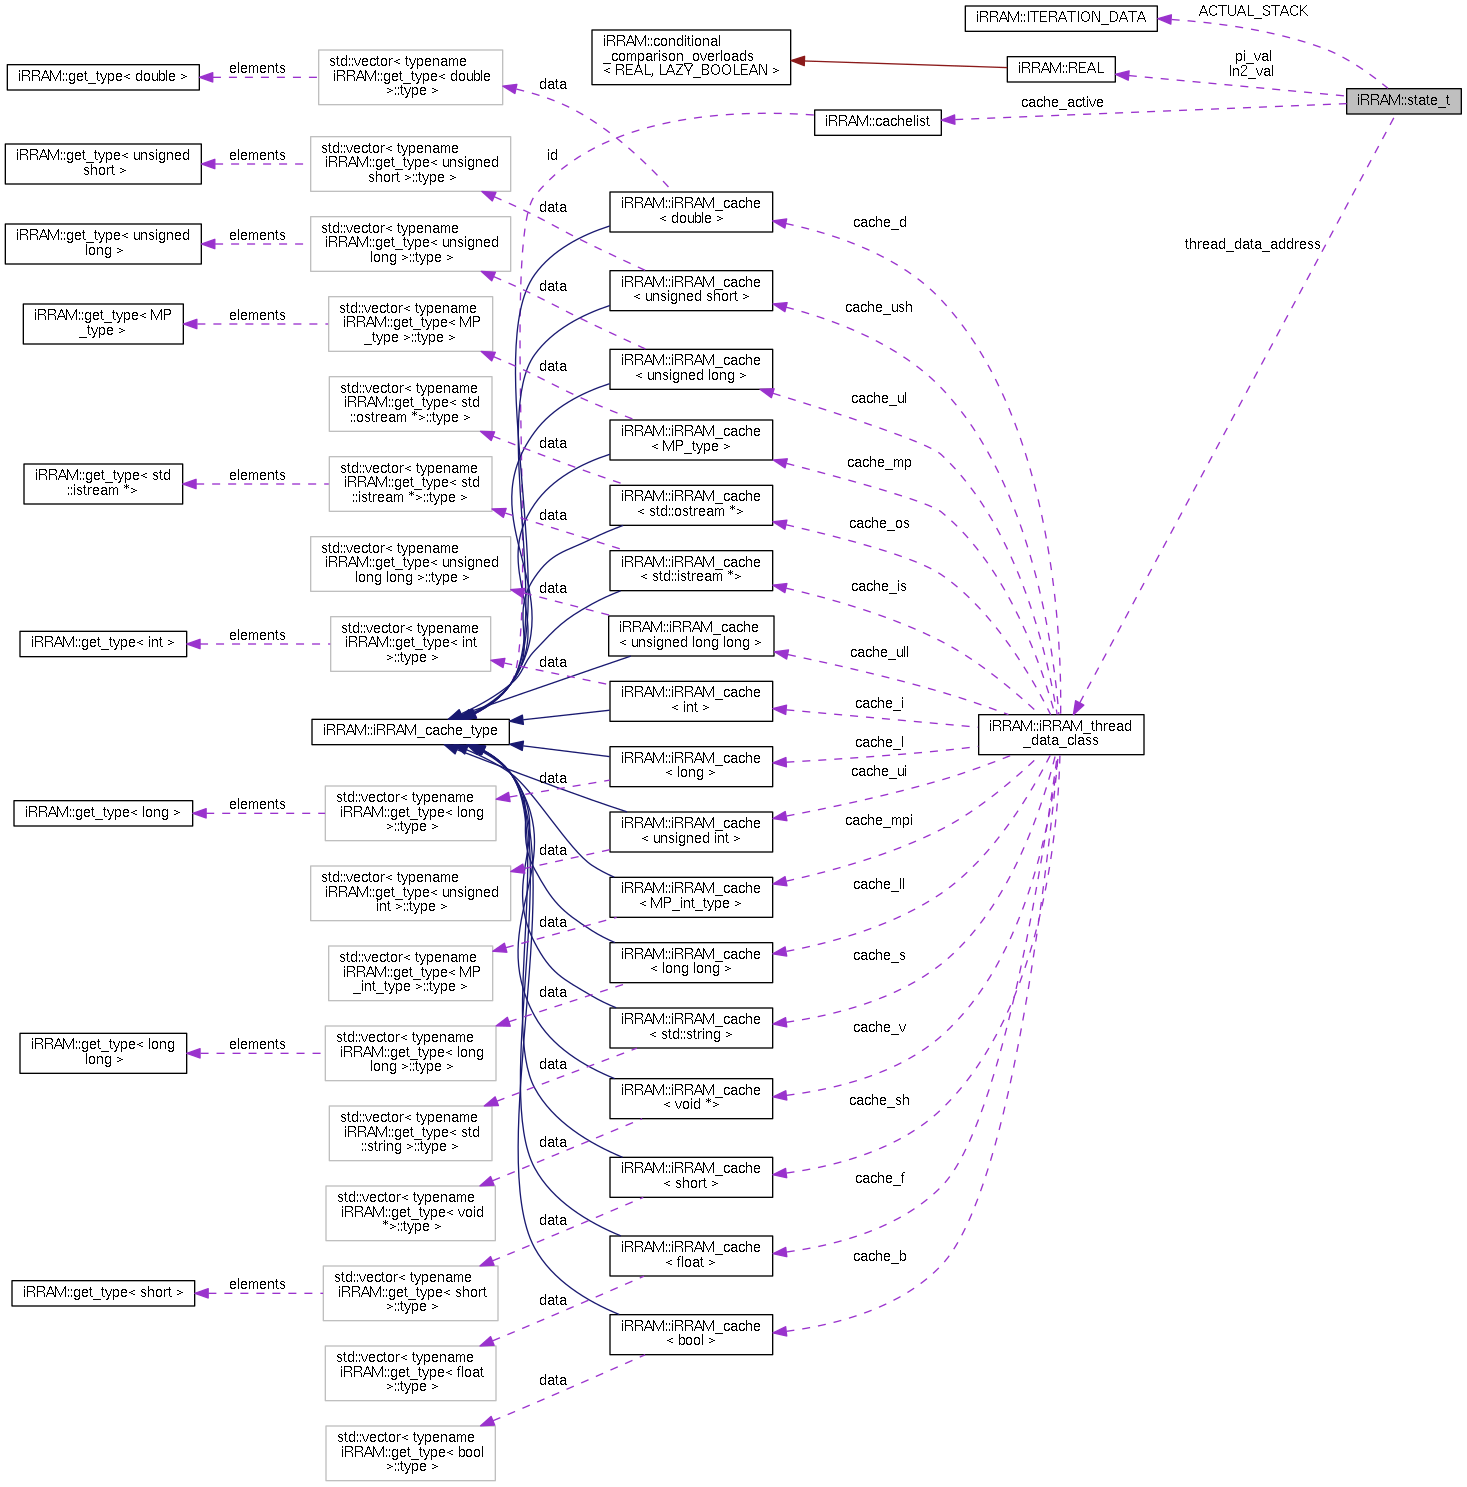 iRRAM::ITERATION_DATA
ACTUAL_STACK
iRRAM::conditional
_comparison_overloads
< REAL, LAZY_BOOLEAN >
iRRAM::REAL
pi_val
ln2_val
iRRAM::state_t
iRRAM::cachelist
cache_active
thread_data_address
id
iRRAM::get_type< double >
elements
std::vector< typename
iRRAM::get_type< double
>::type >
data
iRRAM::iRRAM_cache
< double >
cache_d
iRRAM::get_type< unsigned
short >
elements
std::vector< typename
iRRAM::get_type< unsigned
short >::type >
data
iRRAM::iRRAM_cache
< unsigned short >
cache_ush
iRRAM::get_type< unsigned
long >
elements
std::vector< typename
iRRAM::get_type< unsigned
long >::type >
data
iRRAM::iRRAM_cache
< unsigned long >
cache_ul
iRRAM::get_type< MP
_type >
elements
std::vector< typename
iRRAM::get_type< MP
_type >::type >
data
iRRAM::iRRAM_cache
< MP_type >
cache_mp
std::vector< typename
iRRAM::get_type< std
::ostream *>::type >
data
iRRAM::iRRAM_cache
< std::ostream *>
cache_os
iRRAM::get_type< std
::istream *>
elements
std::vector< typename
iRRAM::get_type< std
::istream *>::type >
data
iRRAM::iRRAM_cache
< std::istream *>
cache_is
std::vector< typename
iRRAM::get_type< unsigned
long long >::type >
data
iRRAM::iRRAM_cache
< unsigned long long >
cache_ull
iRRAM::get_type< int >
elements
std::vector< typename
iRRAM::get_type< int
>::type >
data
iRRAM::iRRAM_cache
< int >
cache_i
iRRAM::iRRAM_cache_type
iRRAM::iRRAM_thread
_data_class
iRRAM::get_type< long >
elements
std::vector< typename
iRRAM::get_type< long
>::type >
data
iRRAM::iRRAM_cache
< long >
cache_l
std::vector< typename
iRRAM::get_type< unsigned
int >::type >
data
iRRAM::iRRAM_cache
< unsigned int >
cache_ui
std::vector< typename
iRRAM::get_type< MP
_int_type >::type >
data
iRRAM::iRRAM_cache
< MP_int_type >
cache_mpi
iRRAM::get_type< long
long >
elements
std::vector< typename
iRRAM::get_type< long
long >::type >
data
iRRAM::iRRAM_cache
< long long >
cache_ll
std::vector< typename
iRRAM::get_type< std
::string >::type >
data
iRRAM::iRRAM_cache
< std::string >
cache_s
std::vector< typename
iRRAM::get_type< void
*>::type >
data
iRRAM::iRRAM_cache
< void *>
cache_v
iRRAM::get_type< short >
elements
std::vector< typename
iRRAM::get_type< short
>::type >
data
iRRAM::iRRAM_cache
< short >
cache_sh
std::vector< typename
iRRAM::get_type< float
>::type >
data
iRRAM::iRRAM_cache
< float >
cache_f
std::vector< typename
iRRAM::get_type< bool
>::type >
data
iRRAM::iRRAM_cache
< bool >
cache_b